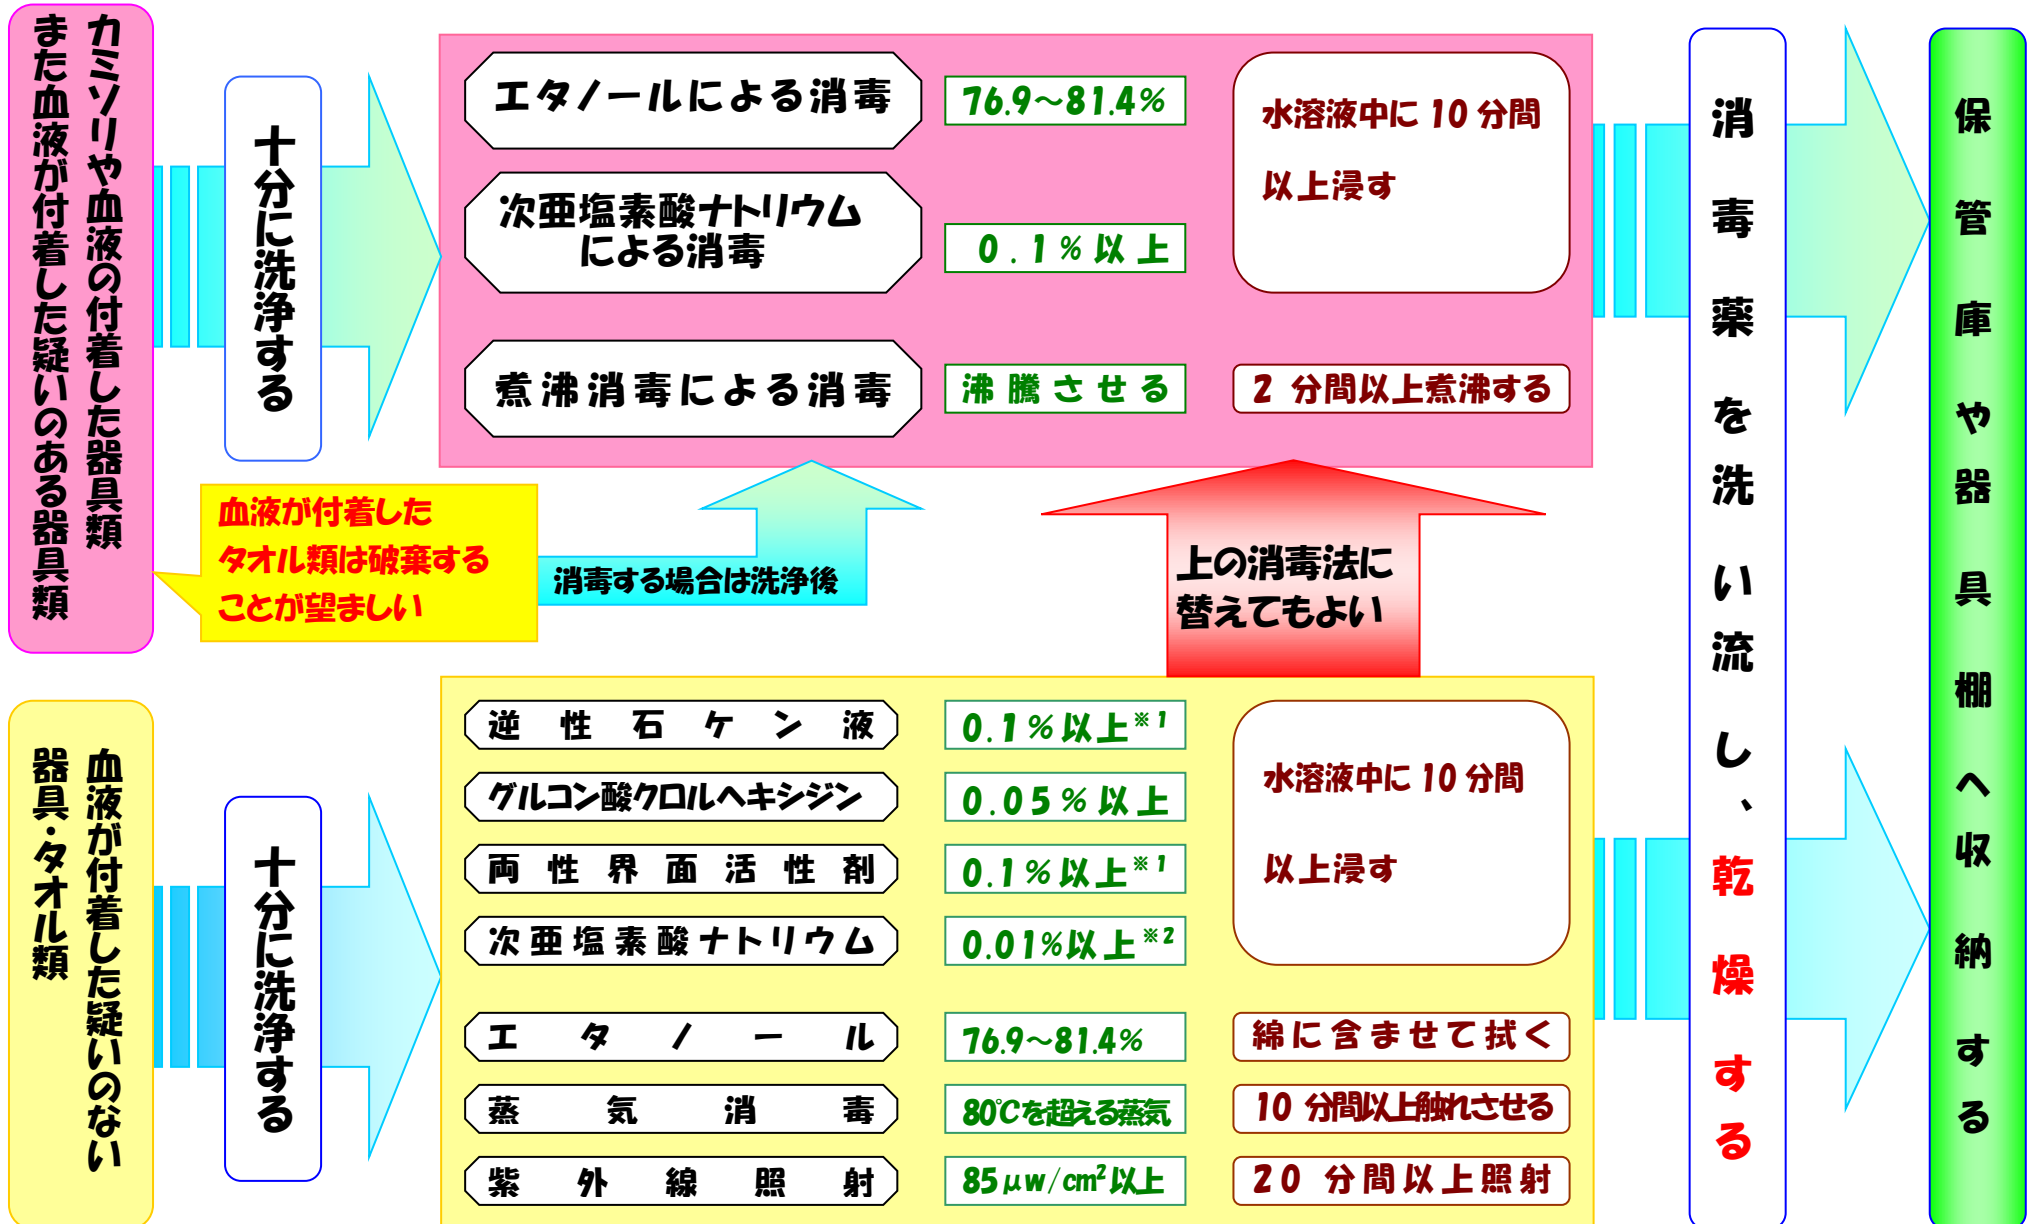 カミソリや血液の付着した器具類
また血液が付着した疑いのある器具類
十分に洗浄する
エタノールによる消毒
76.9～81.4%
次亜塩素酸ナトリウム
による消毒
0.1%以上
水溶液中に10分間
以上浸す
煮沸消毒による消毒
沸騰させる
2 分間以上煮沸する
血液が付着した
タオル類は破棄する
ことが望ましい
消毒する場合は洗浄後
上の消毒法に
替えてもよい
血液が付着した疑いのない
器具・タオル類
十分に洗浄する
逆性石ケン液
0.1%以上※1
グルコン酸クロルヘキシジン
0.05%以上
両性界面活性剤
0.1%以上※1
次亜塩素酸ナトリウム
0.01%以上※2
水溶液中に10分間
以上浸す
エタノール
76.9～81.4%
綿に含ませて拭く
蒸気消毒
80℃を超える蒸気
10 分間以上触れさせる
紫外線照射
85μw/cm²以上
20 分間以上照射
消毒薬を洗い流し、乾燥する
保管庫や器具棚へ収納する